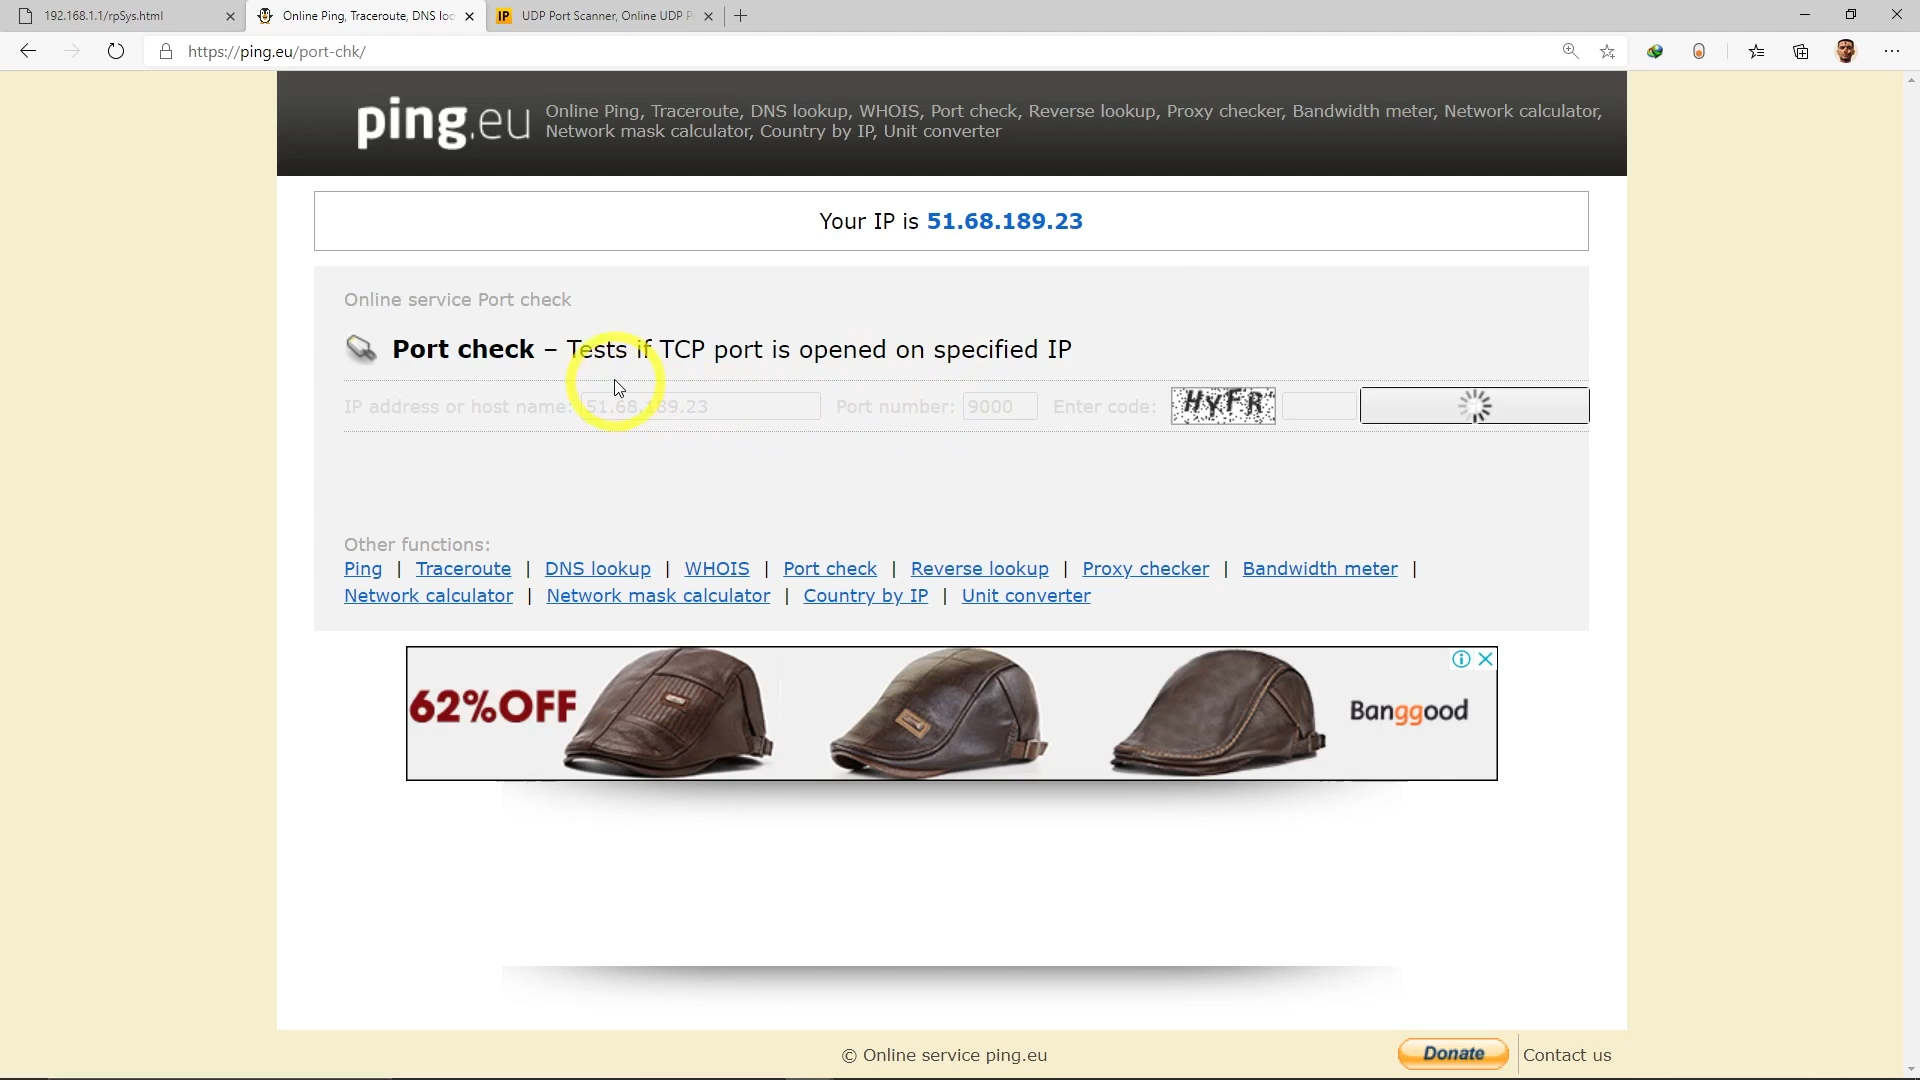 192.168.1.1/rpSys.html
Online Ping, Traceroute, DNS loo
IP UDP Port Scanner, Online UDP P
https://ping.eu/port-chk/
ping.eu
Online Ping, Traceroute, DNS lookup, WHOIS, Port check, Reverse lookup, Proxy checker, Bandwidth meter, Network calculator,
Network mask calculator, Country by IP, Unit converter
Your IP is 51.68.189.23
Online service Port check
Port check – Tests if TCP port is opened on specified IP
IP address or host name: 51.68.189.23 Port number: 9000 Enter code: HyFR
Other functions:
Ping | Traceroute | DNS lookup | WHOIS | Port check | Reverse lookup | Proxy checker | Bandwidth meter |
Network calculator | Network mask calculator | Country by IP | Unit converter
62%OFF
Banggood
© Online service ping.eu
Donate
Contact us